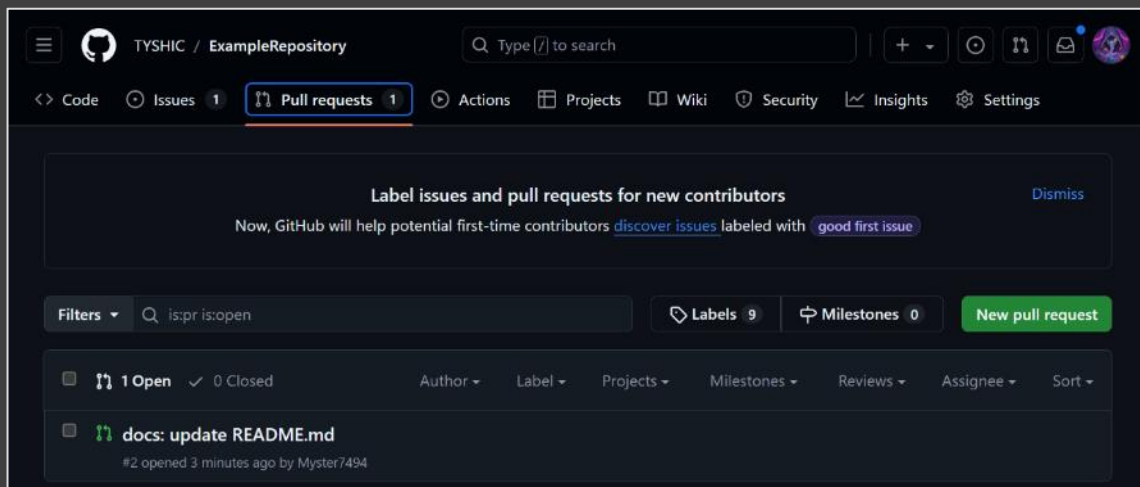 TYSHIC / ExampleRepository
Type / to search
Code Issues 1 Pull requests 1 Actions Projects Wiki Security Insights Settings
Label issues and pull requests for new contributors
Dismiss
Now, GitHub will help potential first-time contributors discover issues labeled with good first issue
Filters is:pr is:open Labels 9 Milestones 0 New pull request
1 Open 0 Closed Author Label Projects Milestones Reviews Assignee Sort
docs: update README.md
#2 opened 3 minutes ago by Myster7494